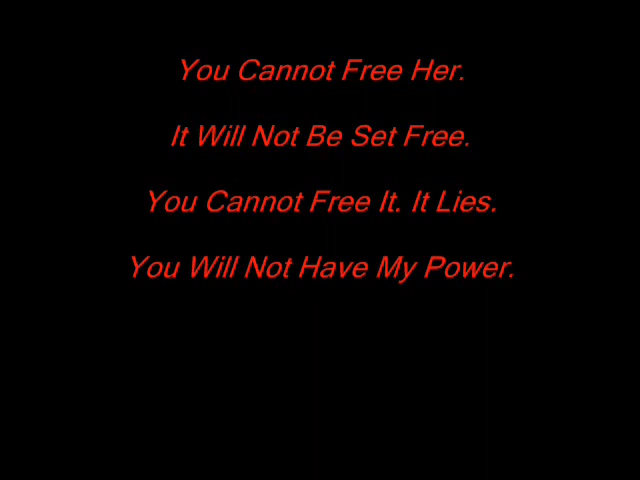 You Cannot Free Her.
It Will Not Be Set Free.
You Cannot Free It. It Lies.
You Will Not Have My Power.